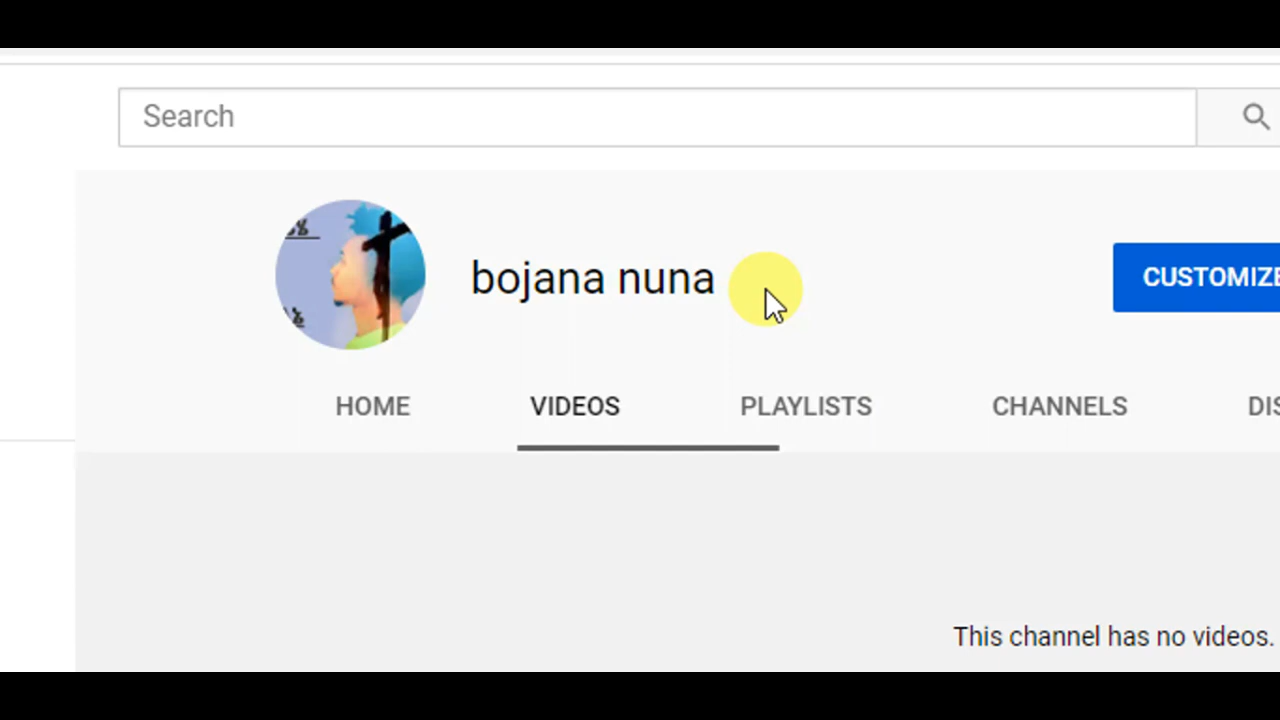 Search
bojana nuna
CUSTOMIZE
HOME VIDEOS PLAYLISTS CHANNELS
This channel has no videos.